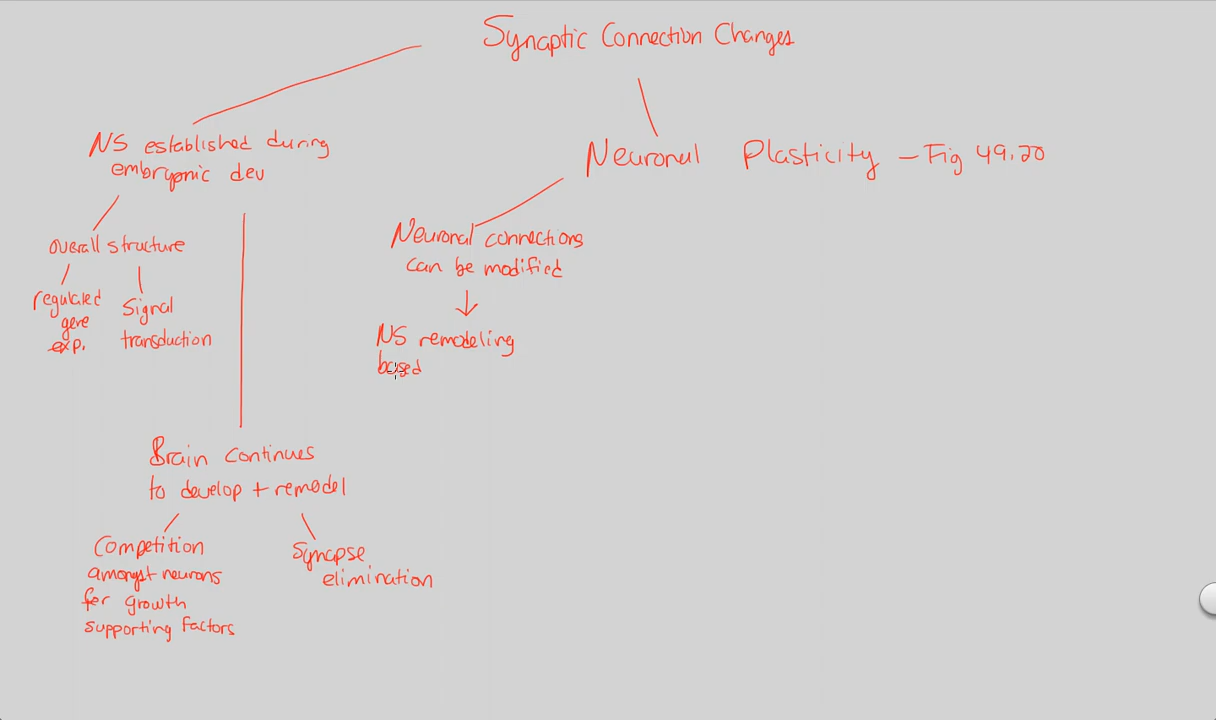 Synaptic Connection Changes
NS established during
embryonic dev
overall structure
regulated
gene
exp.
Signal
transduction
Brain continues
to develop + remodel
Competition
amongst neurons
for growth
supporting factors
Synapse
elimination
Neuronal Plasticity - Fig 49.20
Neuronal connections
can be modified
NS remodeling
based